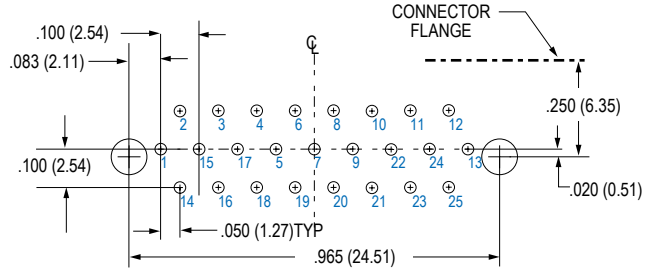 CONNECTOR
FLANGE
.100 (2.54)
.083 (2.11)
℄
.250 (6.35)
2 3 4 6 8 10 11 12
1 15 17 5 7 9 22 24 13
.100 (2.54)
.020 (0.51)
14 16 18 19 20 21 23 25
.050 (1.27)TYP
.965 (24.51)